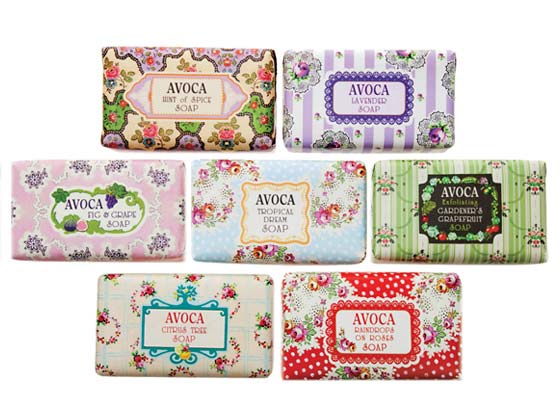 AVOCA
HINT of SPICE
SOAP
AVOCA
LAVENDER
SOAP
AVOCA
FIG & GRAPE
SOAP
AVOCA
TROPICAL
DREAM
SOAP
AVOCA
Exfoliating
GARDENER'S
GRAPEFRUIT
SOAP
AVOCA
CITRUS TREE
SOAP
AVOCA
RAINDROPS
ON ROSES
SOAP